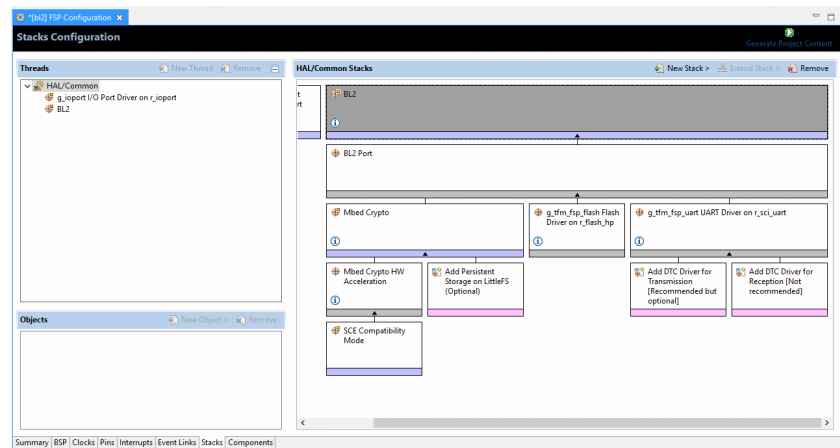 *[bl2] FSP Configuration
Stacks Configuration
Generate Project Content
Threads
New Thread
Remove
HAL/Common
g_ioport I/O Port Driver on r_ioport
BL2
HAL/Common Stacks
New Stack >
Extend Stack >
Remove
t
rt
BL2
BL2 Port
Mbed Crypto
g_tfm_fsp_flash Flash
Driver on r_flash_hp
g_tfm_fsp_uart UART Driver on r_sci_uart
Mbed Crypto HW
Acceleration
Add Persistent
Storage on LittleFS
(Optional)
Add DTC Driver for
Transmission
[Recommended but
optional]
Add DTC Driver for
Reception [Not
recommended]
SCE Compatibility
Mode
Objects
New Object >
Remove
Summary BSP Clocks Pins Interrupts Event Links Stacks Components